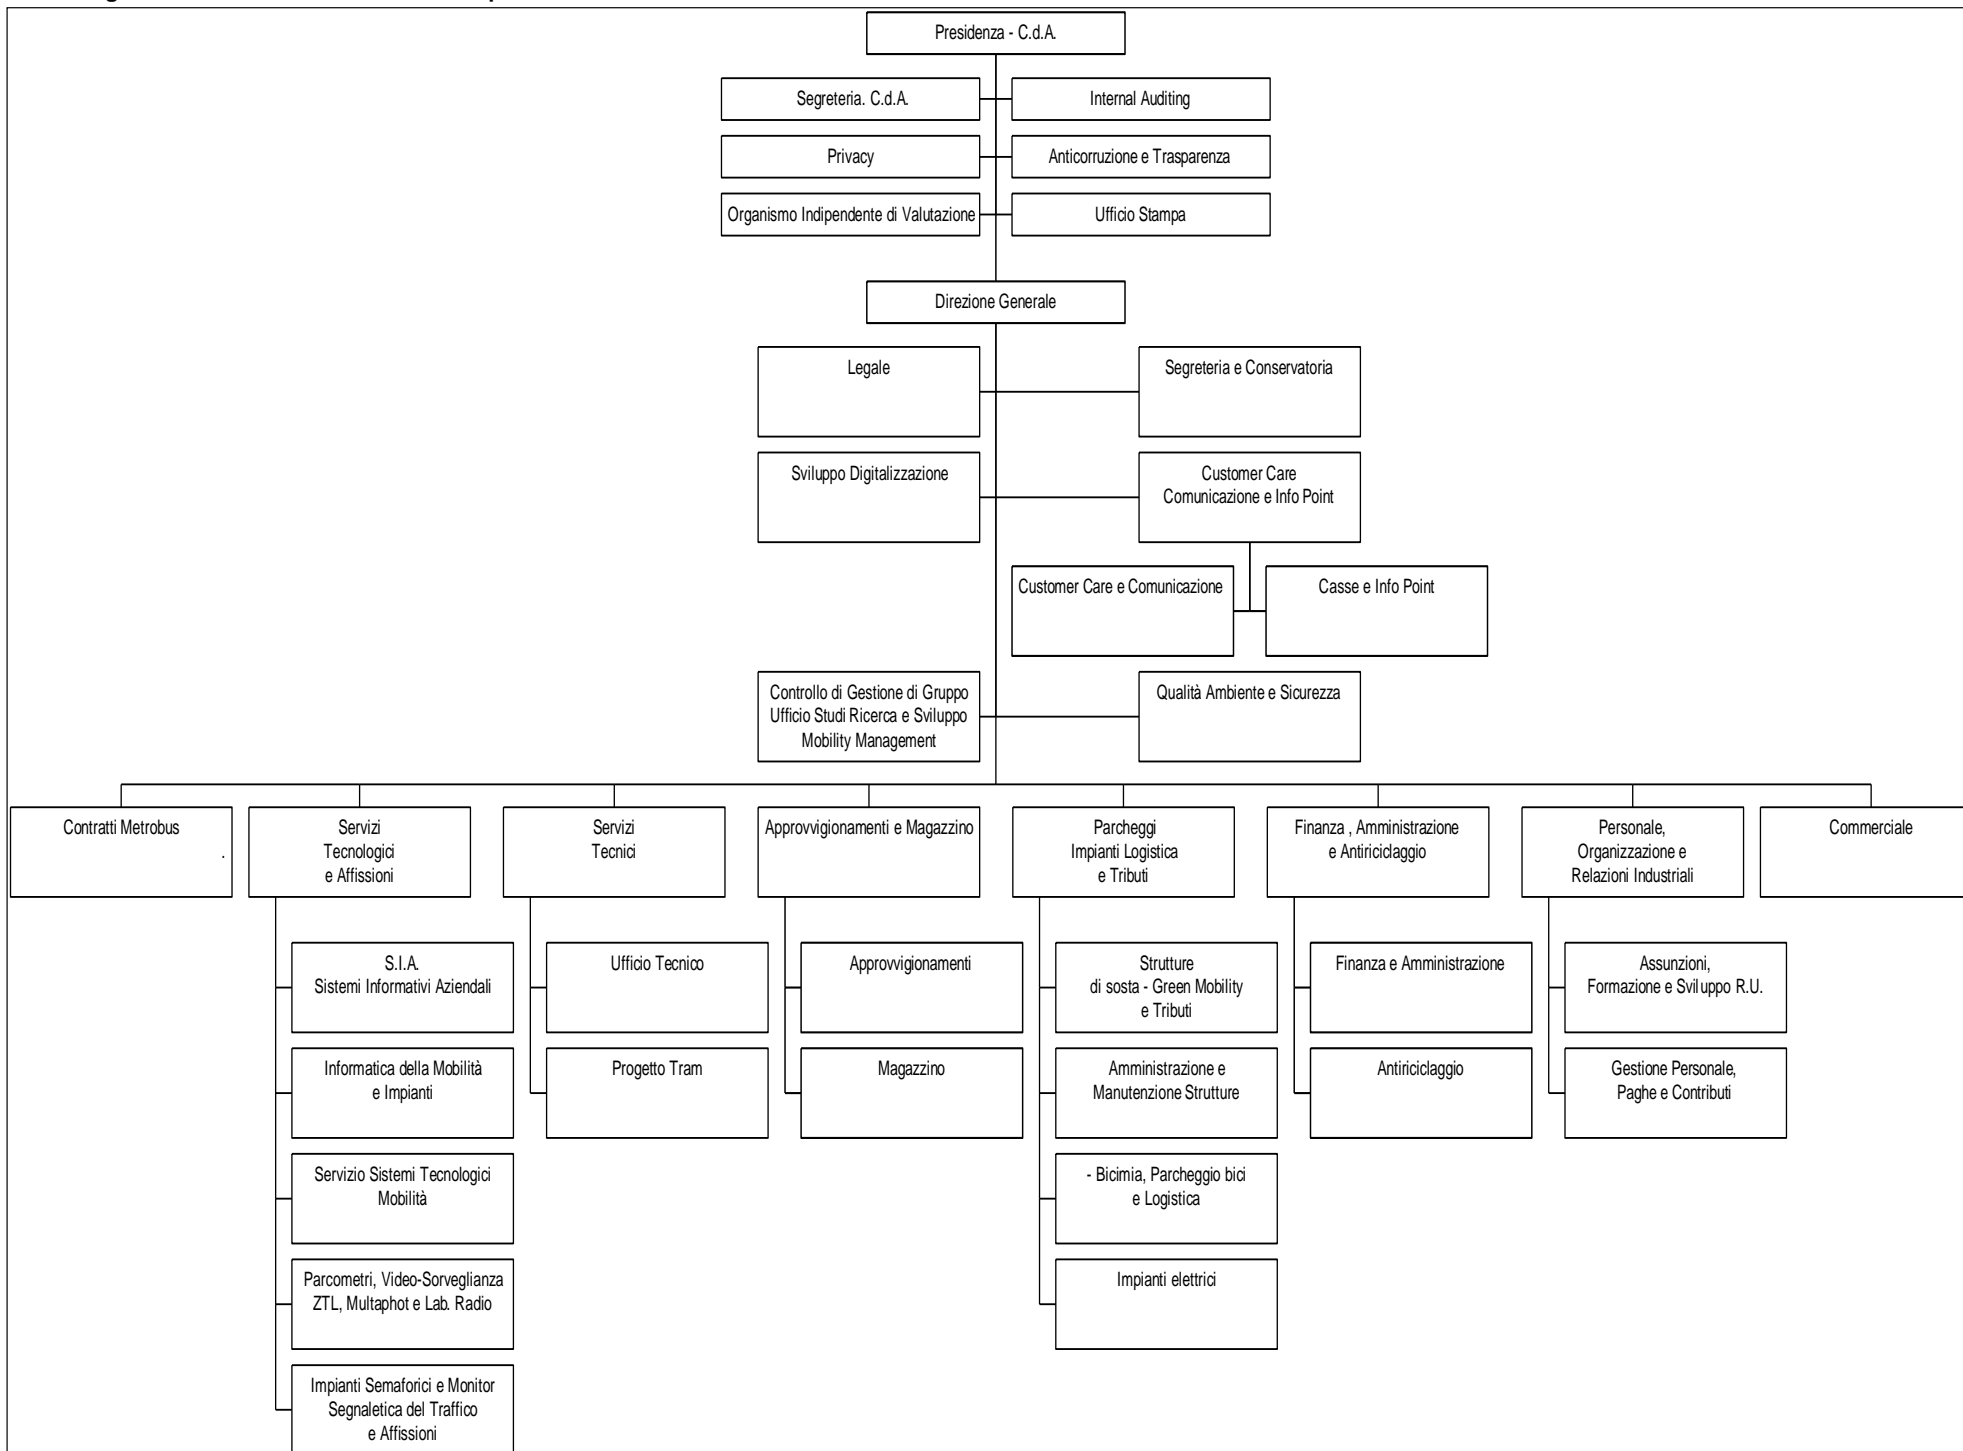 Presidenza - C.d.A.
Segreteria. C.d.A.
Internal Auditing
Privacy
Anticorruzione e Trasparenza
Organismo Indipendente di Valutazione
Ufficio Stampa
Direzione Generale
Legale
Segreteria e Conservatoria
Sviluppo Digitalizzazione
Customer Care
Comunicazione e Info Point
Customer Care e Comunicazione
Casse e Info Point
Controllo di Gestione di Gruppo
Ufficio Studi Ricerca e Sviluppo
Mobility Management
Qualità Ambiente e Sicurezza
Contratti Metrobus
.
Servizi
Tecnologici
e Affissioni
Servizi
Tecnici
Approvvigionamenti e Magazzino
Parcheggi
Impianti Logistica
e Tributi
Finanza , Amministrazione
e Antiriciclaggio
Personale,
Organizzazione e
Relazioni Industriali
Commerciale
S.I.A.
Sistemi Informativi Aziendali
Informatica della Mobilità
e Impianti
Servizio Sistemi Tecnologici
Mobilità
Parcometri, Video-Sorveglianza
ZTL, Multaphot e Lab. Radio
Impianti Semaforici e Monitor
Segnaletica del Traffico
e Affissioni
Ufficio Tecnico
Progetto Tram
Approvvigionamenti
Magazzino
Strutture
di sosta - Green Mobility
e Tributi
Amministrazione e
Manutenzione Strutture
- Bicimia, Parcheggio bici
e Logistica
Impianti elettrici
Finanza e Amministrazione
Antiriciclaggio
Assunzioni,
Formazione e Sviluppo R.U.
Gestione Personale,
Paghe e Contributi